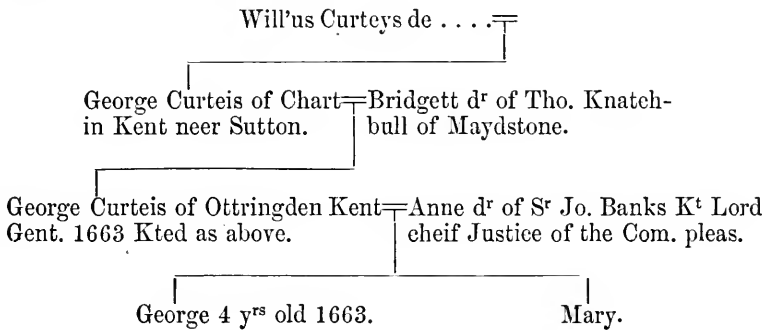 Will'us Curteys de . . . .
George Curteis of Chart
in Kent neer Sutton.
Bridgett dʳ of Tho. Knatch-
bull of Maydstone.
George Curteis of Ottringden Kent
Gent. 1663 Kted as above.
Anne dʳ of Sʳ Jo. Banks Kᵗ Lord
cheif Justice of the Com. pleas.
George 4 yʳˢ old 1663.
Mary.